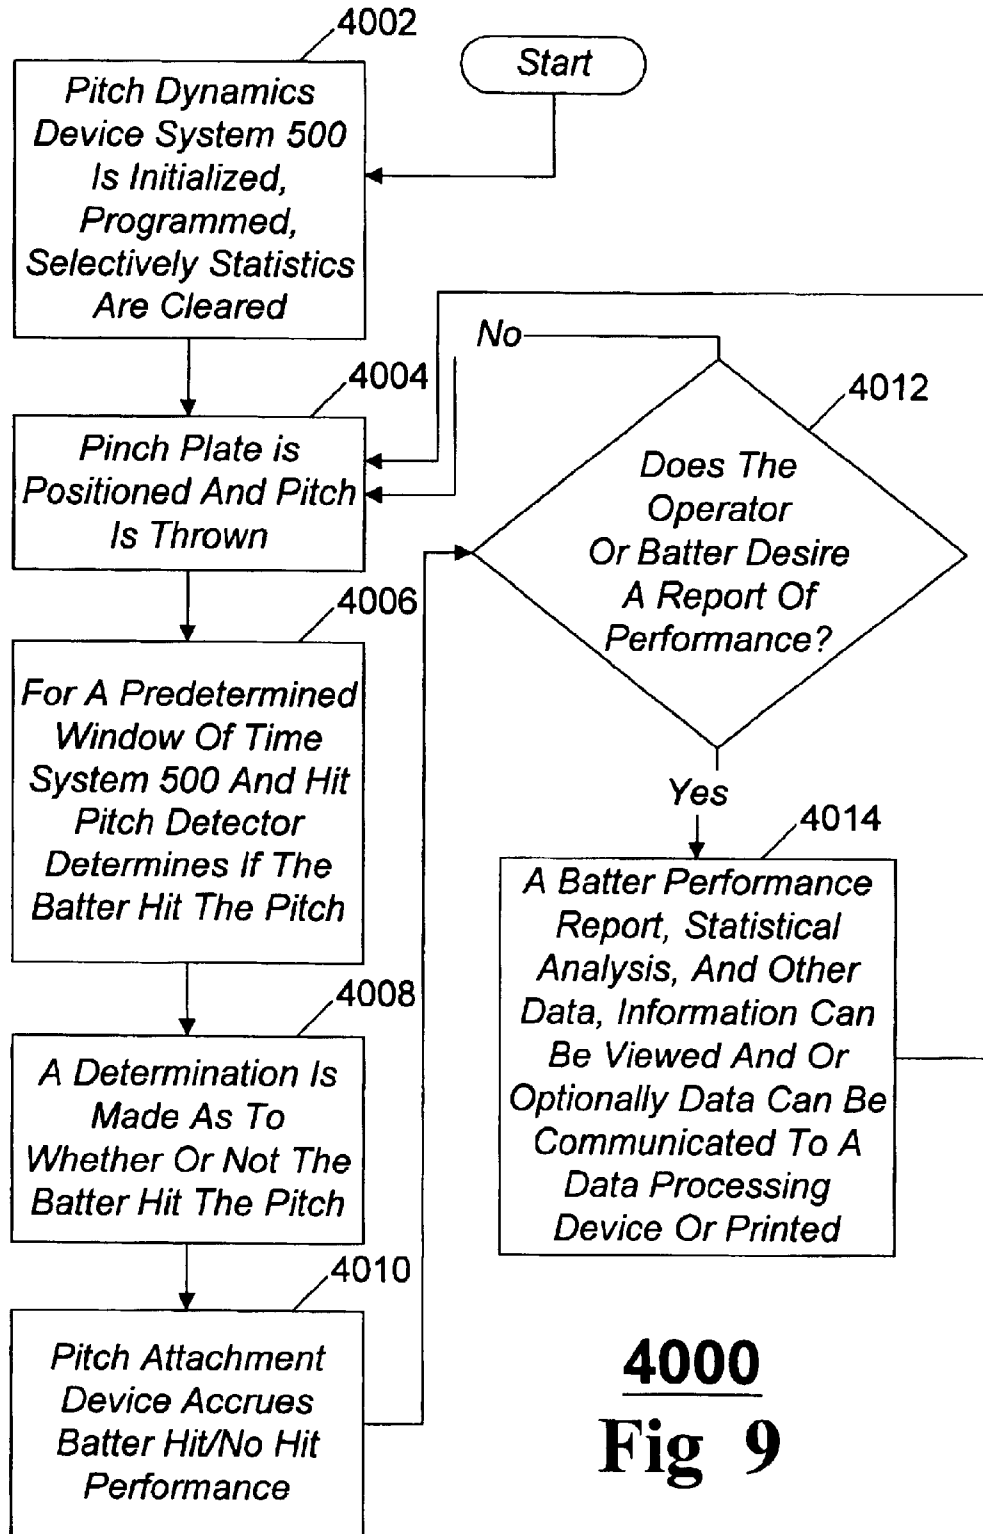 4002
Start
Pitch Dynamics
Device System 500
Is Initialized,
Programmed,
Selectively Statistics
Are Cleared
4004
Pinch Plate is
Positioned And Pitch
Is Thrown
4006
For A Predetermined
Window Of Time
System 500 And Hit
Pitch Detector
Determines If The
Batter Hit The Pitch
4008
A Determination Is
Made As To
Whether Or Not The
Batter Hit The Pitch
4010
Pitch Attachment
Device Accrues
Batter Hit/No Hit
Performance
No
4012
Does The
Operator
Or Batter Desire
A Report Of
Performance?
Yes
4014
A Batter Performance
Report, Statistical
Analysis, And Other
Data, Information Can
Be Viewed And Or
Optionally Data Can Be
Communicated To A
Data Processing
Device Or Printed
4000
Fig 9